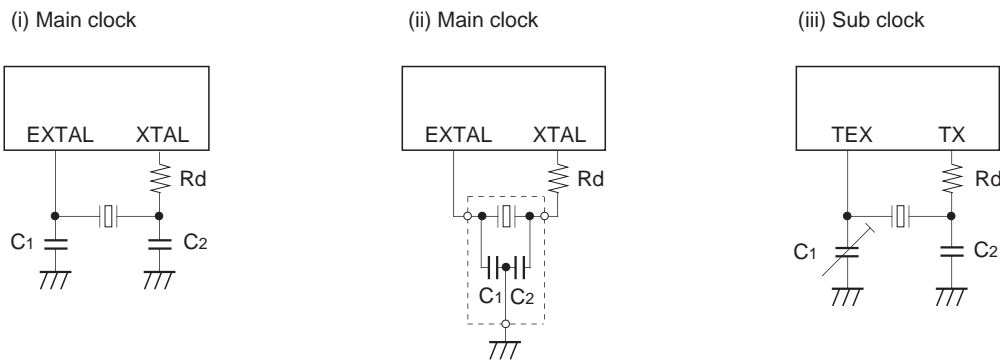 (i) Main clock
EXTAL XTAL
Rd
C1
C2
(ii) Main clock
EXTAL XTAL
Rd
C1 C2
(iii) Sub clock
TEX TX
Rd
C1
C2